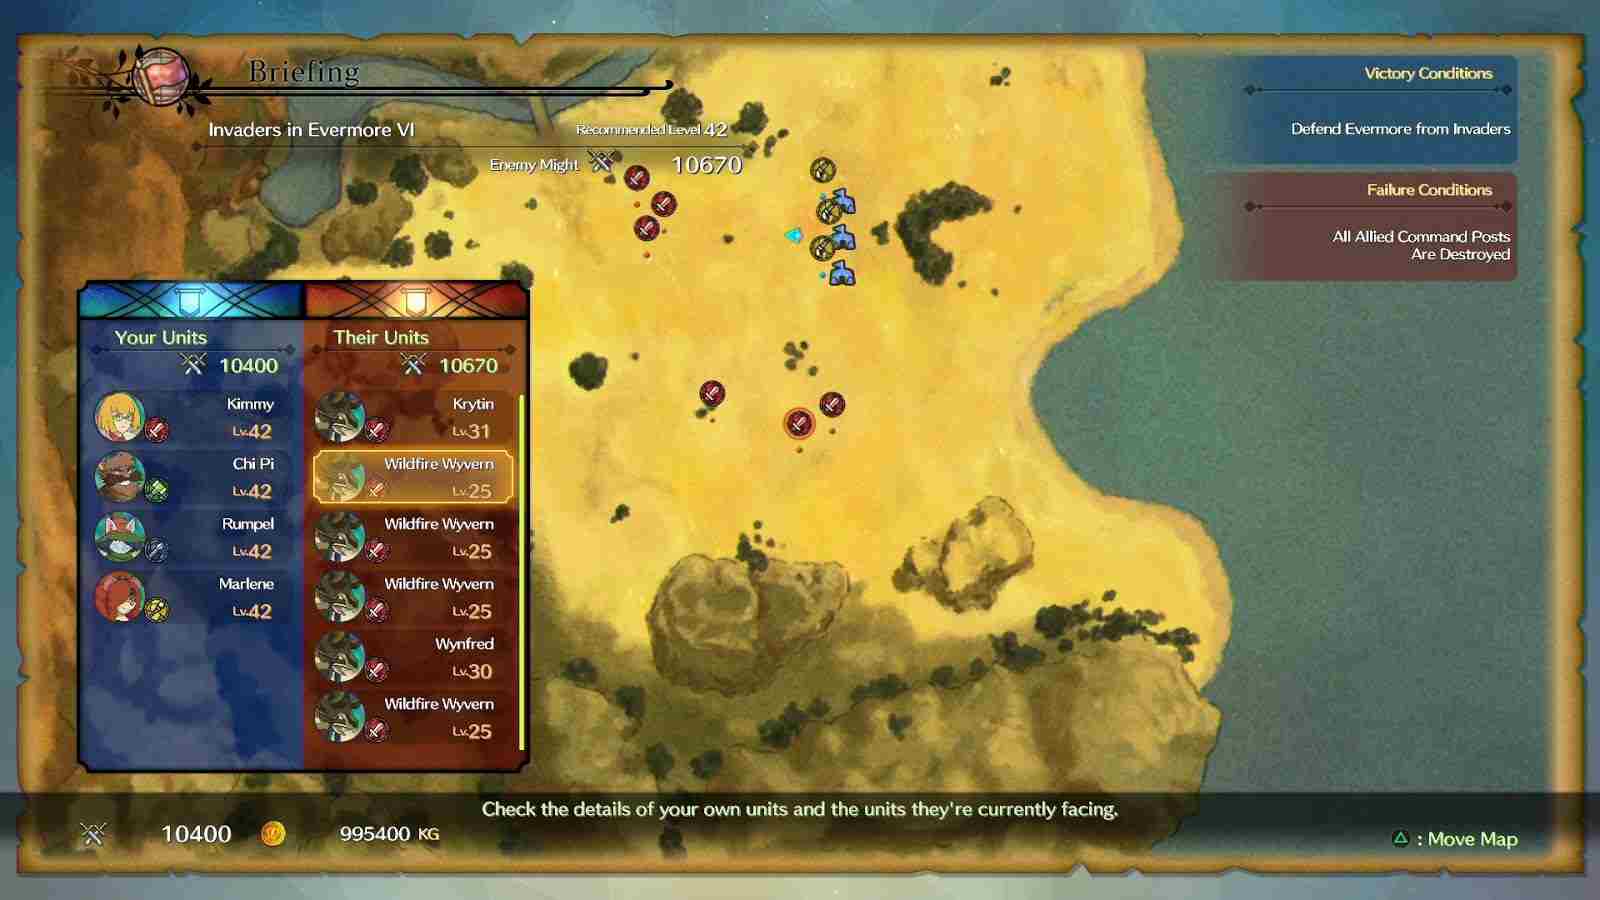 Briefing
Invaders in Evermore VI
Recommended Level 42
Enemy Might 10670
Victory Conditions
Defend Evermore from Invaders
Failure Conditions
All Allied Command Posts
Are Destroyed
Your Units
10400
Kimmy
Lv.42
Chi Pi
Lv.42
Rumpel
Lv.42
Marlene
Lv.42
Their Units
10670
Krytin
Lv.31
Wildfire Wyvern
Lv.25
Wildfire Wyvern
Lv.25
Wildfire Wyvern
Lv.25
Wynfred
Lv.30
Wildfire Wyvern
Lv.25
Check the details of your own units and the units they're currently facing.
10400
995400 KG
: Move Map